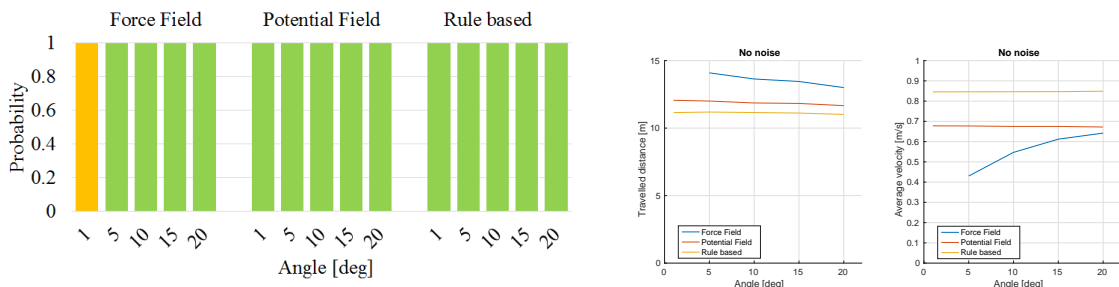 Force Field
Potential Field
Rule based
Probability
1
0.8
0.6
0.4
0.2
0
1 5 10 15 20
1 5 10 15 20
1 5 10 15 20
Angle [deg]
No noise
Travelled distance [m]
15
10
5
0
0 5 10 15 20
Angle [deg]
Force Field
Potential Field
Rule based
No noise
Average velocity [m/s]
1
0.9
0.8
0.7
0.6
0.5
0.4
0.3
0.2
0.1
0
0 5 10 15 20
Angle [deg]
Force Field
Potential Field
Rule based